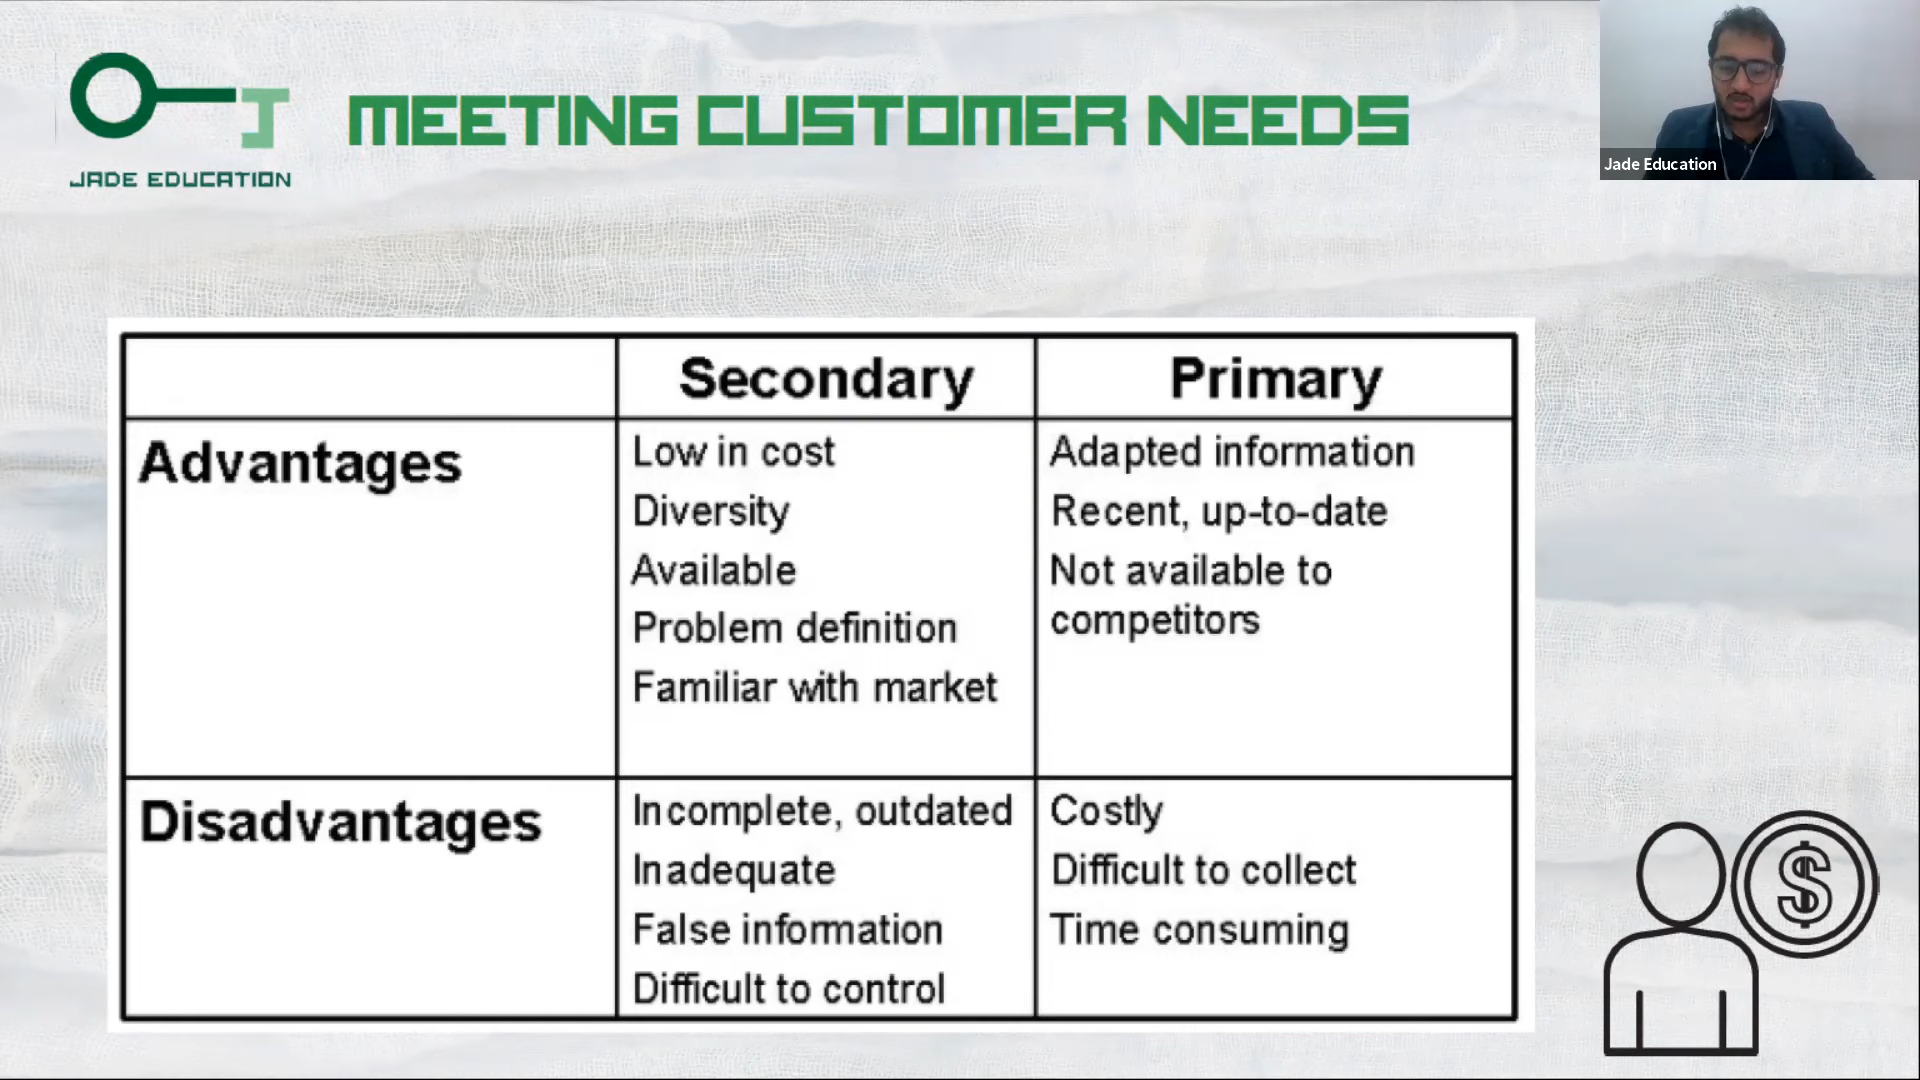 JADE EDUCATION
MEETING CUSTOMER NEEDS
Jade Education
Secondary
Primary
Advantages
Low in cost
Diversity
Available
Problem definition
Familiar with market
Adapted information
Recent, up-to-date
Not available to
competitors
Disadvantages
Incomplete, outdated
Inadequate
False information
Difficult to control
Costly
Difficult to collect
Time consuming
$